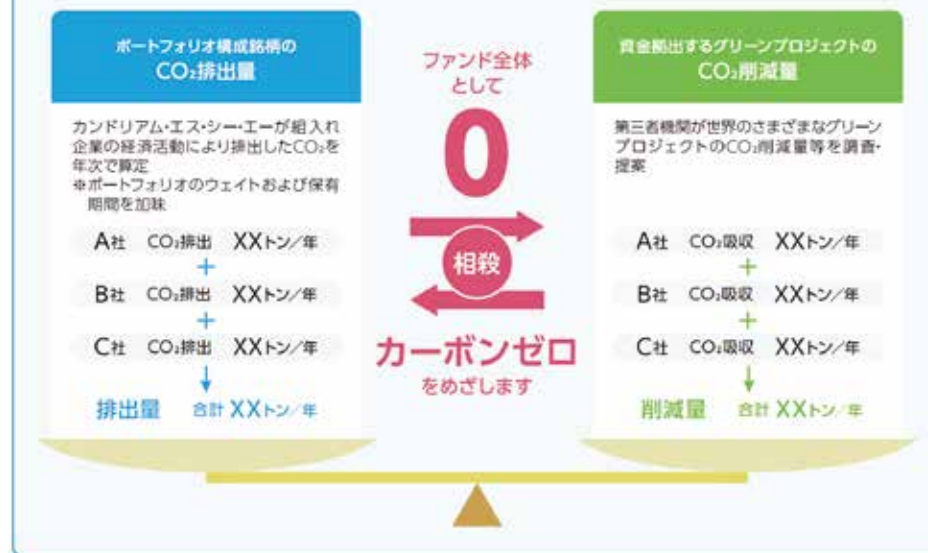 ポートフォリオ構成銘柄の
CO₂排出量
カンドリアム・エス・シー・エーが組入れ
企業の経済活動により排出したCO₂を
年次で算定
※ポートフォリオのウェイトおよび保有
期間を加味
A社 CO₂排出 XXトン/年
+
B社 CO₂排出 XXトン/年
+
C社 CO₂排出 XXトン/年
↓
排出量 合計 XXトン/年
ファンド全体
として
0
相殺
カーボンゼロ
をめざします
資金拠出するグリーンプロジェクトの
CO₂削減量
第三者機関が世界のさまざまなグリーン
プロジェクトのCO₂削減量等を調査・
提案
A社 CO₂吸収 XXトン/年
+
B社 CO₂吸収 XXトン/年
+
C社 CO₂吸収 XXトン/年
↓
削減量 合計 XXトン/年